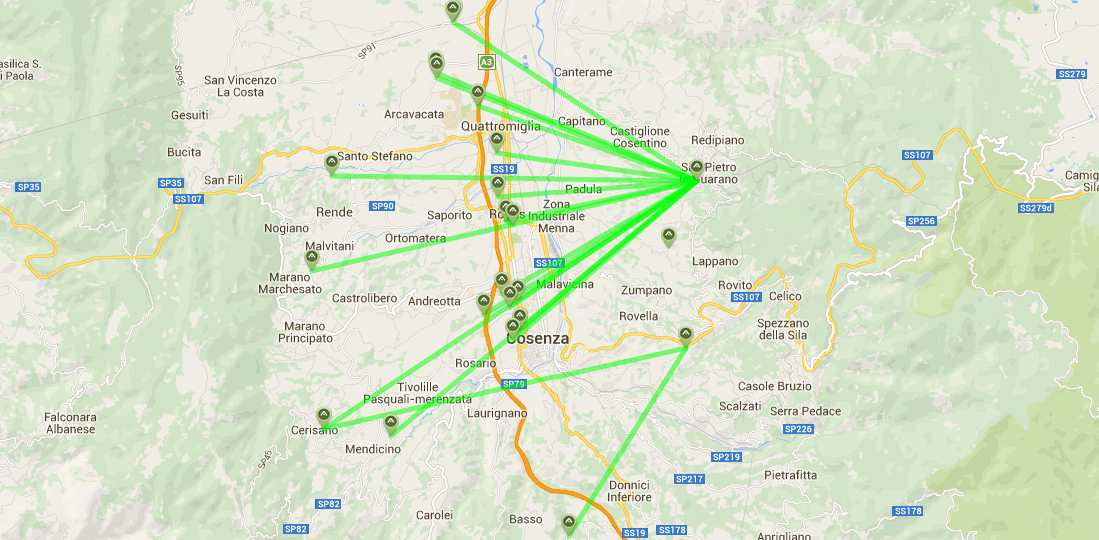 SP91
A3
Canterame
SS279
asilica S.
i Paola
SP95
San Vincenzo
La Costa
Gesuiti
Arcavacata
Quattromiglia
Capitano
Castiglione
Cosentino
Redipiano
Bucita
Santo Stefano
SS107
San Pietro
in Guarano
SS19
SP35
SP35
San Fili
SS107
Padula
Camig
Sila
SS279d
SP90
Rende
Saporito
Roges
Zona
Industriale
Menna
SP256
Nogiano
Ortomatera
Malvitani
SS107
Lappano
Marano
Marchesato
Malavicina
Zumpano
Rovito
SS107
Celico
Castrolibero
Andreotta
Rovella
Marano
Principato
Spezzano
della Sila
Cosenza
Rosario
SP79
Tivolille
Pasquali-merenzata
Casole Bruzio
Laurignano
Scalzati
Serra Pedace
Falconara
Albanese
Cerisano
SP226
Mendicino
SP45
SP219
SP217
Pietrafitta
Donnici
Inferiore
SP82
Carolei
Basso
SS178
SP82
SS19
SS178
Aprigliano